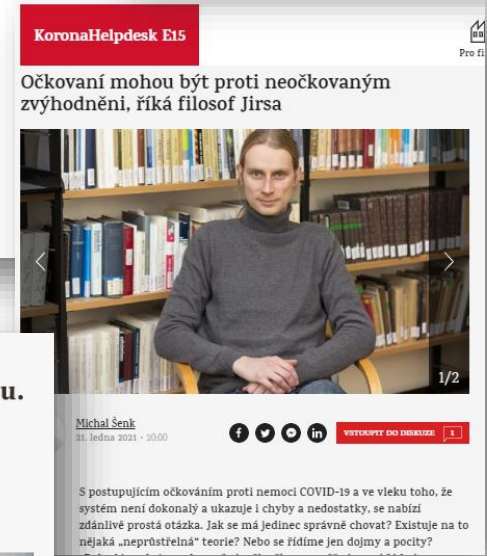 KoronaHelpdesk E15
Pro fi
Očkovaní mohou být proti neočkovaným
zvýhodněni, říká filosof Jirsa
1/2
u.
Michal Šenk
21. ledna 2021 • 20:00
VSTOUPIT DO DISKUZE 1
S postupujícím očkováním proti nemoci COVID-19 a ve vleku toho, že
systém není dokonalý a ukazuje i chyby a nedostatky, se nabízí
zdánlivě prostá otázka. Jak se má jedinec správně chovat? Existuje na to
nějaká „neprůstřelná“ teorie? Nebo se řídíme jen dojmy a pocity?